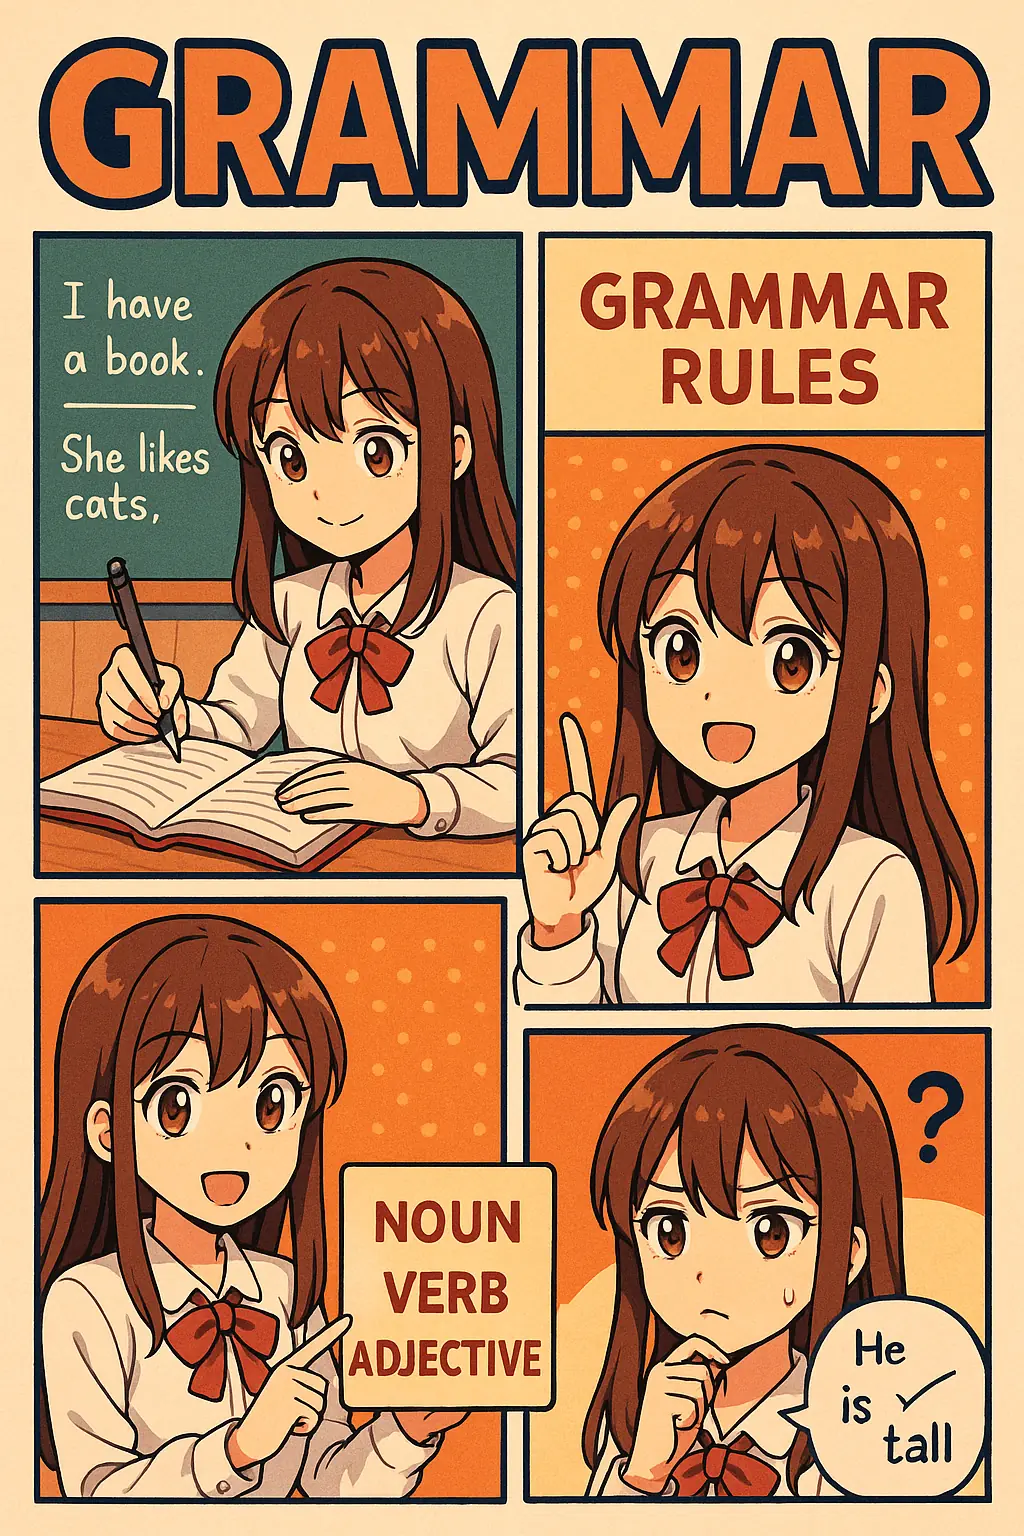 GRAMMAR
I have
a book.
She likes
cats,
GRAMMAR
RULES
NOUN
VERB
ADJECTIVE
?
He
is ✓
tall